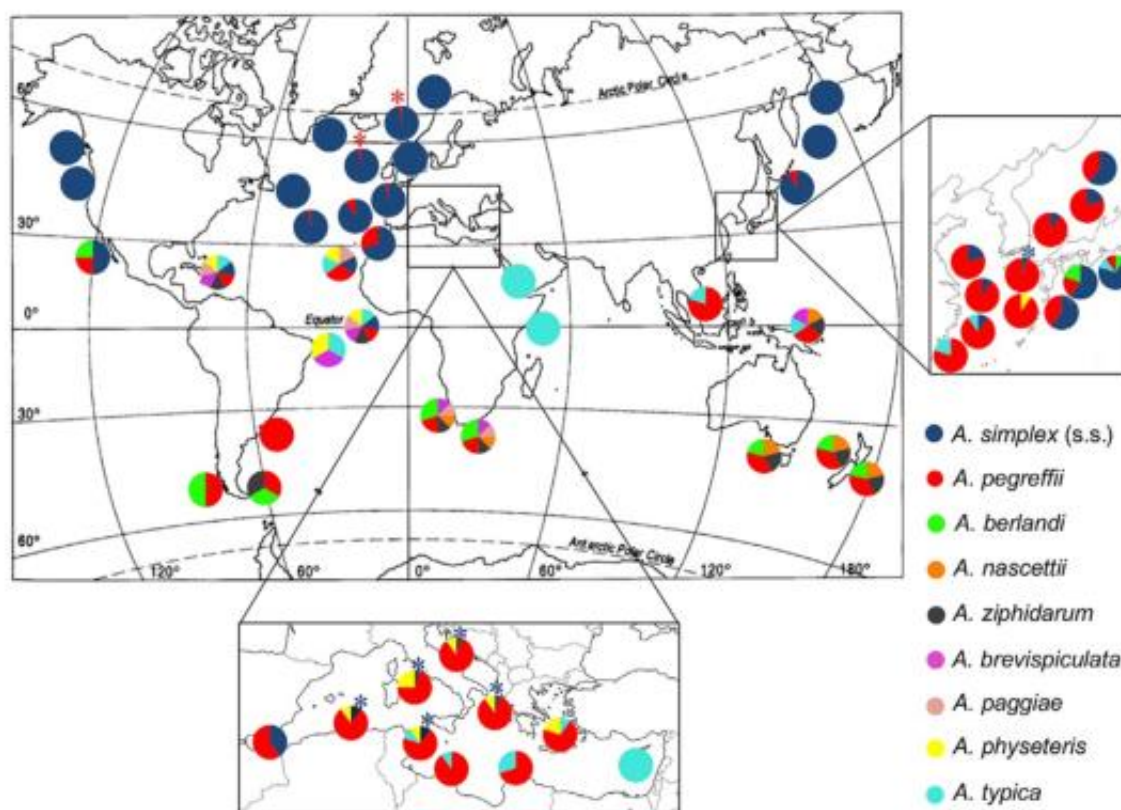 Arctic Polar Circle
60°
30°
0°
Equator
30°
60°
Antarctic Polar Circle
120°
60°
0°
60°
120°
180°
A. simplex (s.s.)
A. pegreffii
A. berlandi
A. nascettii
A. ziphidarum
A. brevispiculata
A. paggiae
A. physeteris
A. typica